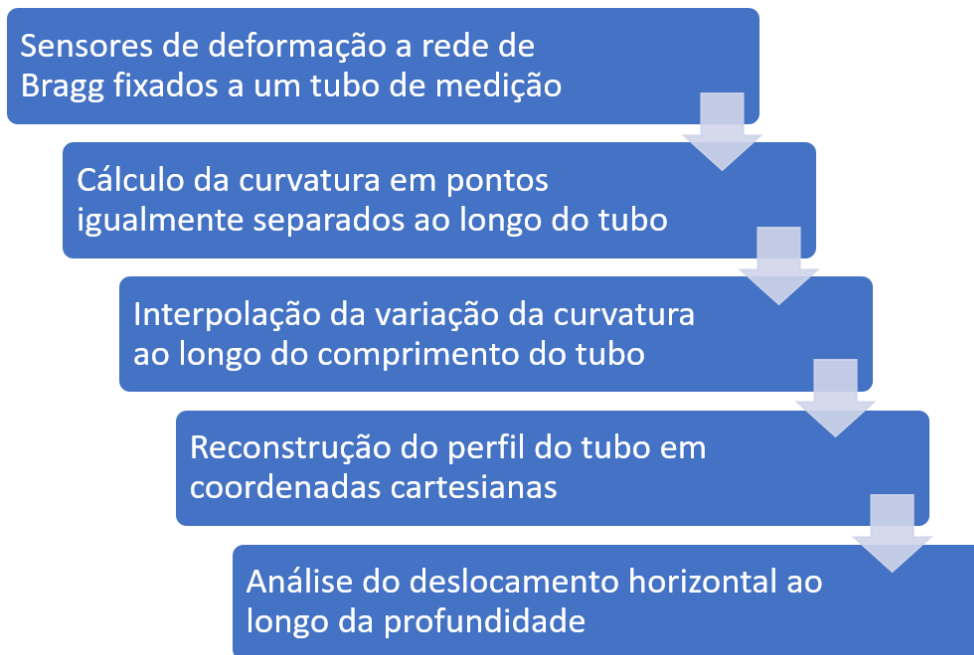 Sensores de deformação a rede de
Bragg fixados a um tubo de medição
Cálculo da curvatura em pontos
igualmente separados ao longo do tubo
Interpolação da variação da curvatura
ao longo do comprimento do tubo
Reconstrução do perfil do tubo em
coordenadas cartesianas
Análise do deslocamento horizontal ao
longo da profundidade